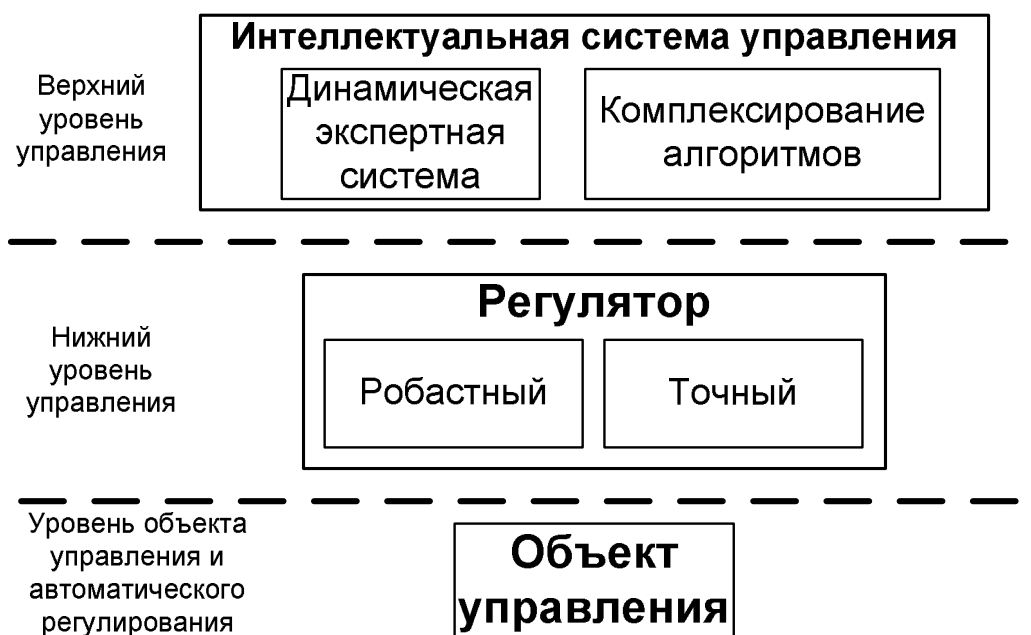 Интеллектуальная система управления
Верхний
уровень
управления
Динамическая
экспертная
система
Комплексирование
алгоритмов
Регулятор
Нижний
уровень
управления
Робастный
Точный
Уровень объекта
управления и
автоматического
регулирования
Объект
управления